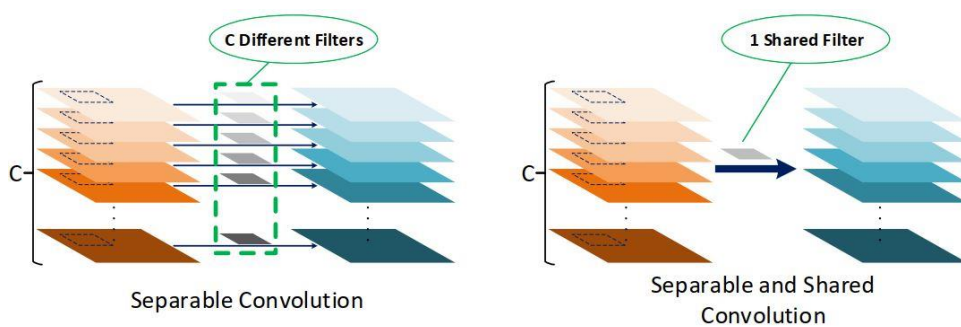 C Different Filters
1 Shared Filter
C
C
Separable Convolution
Separable and Shared
Convolution